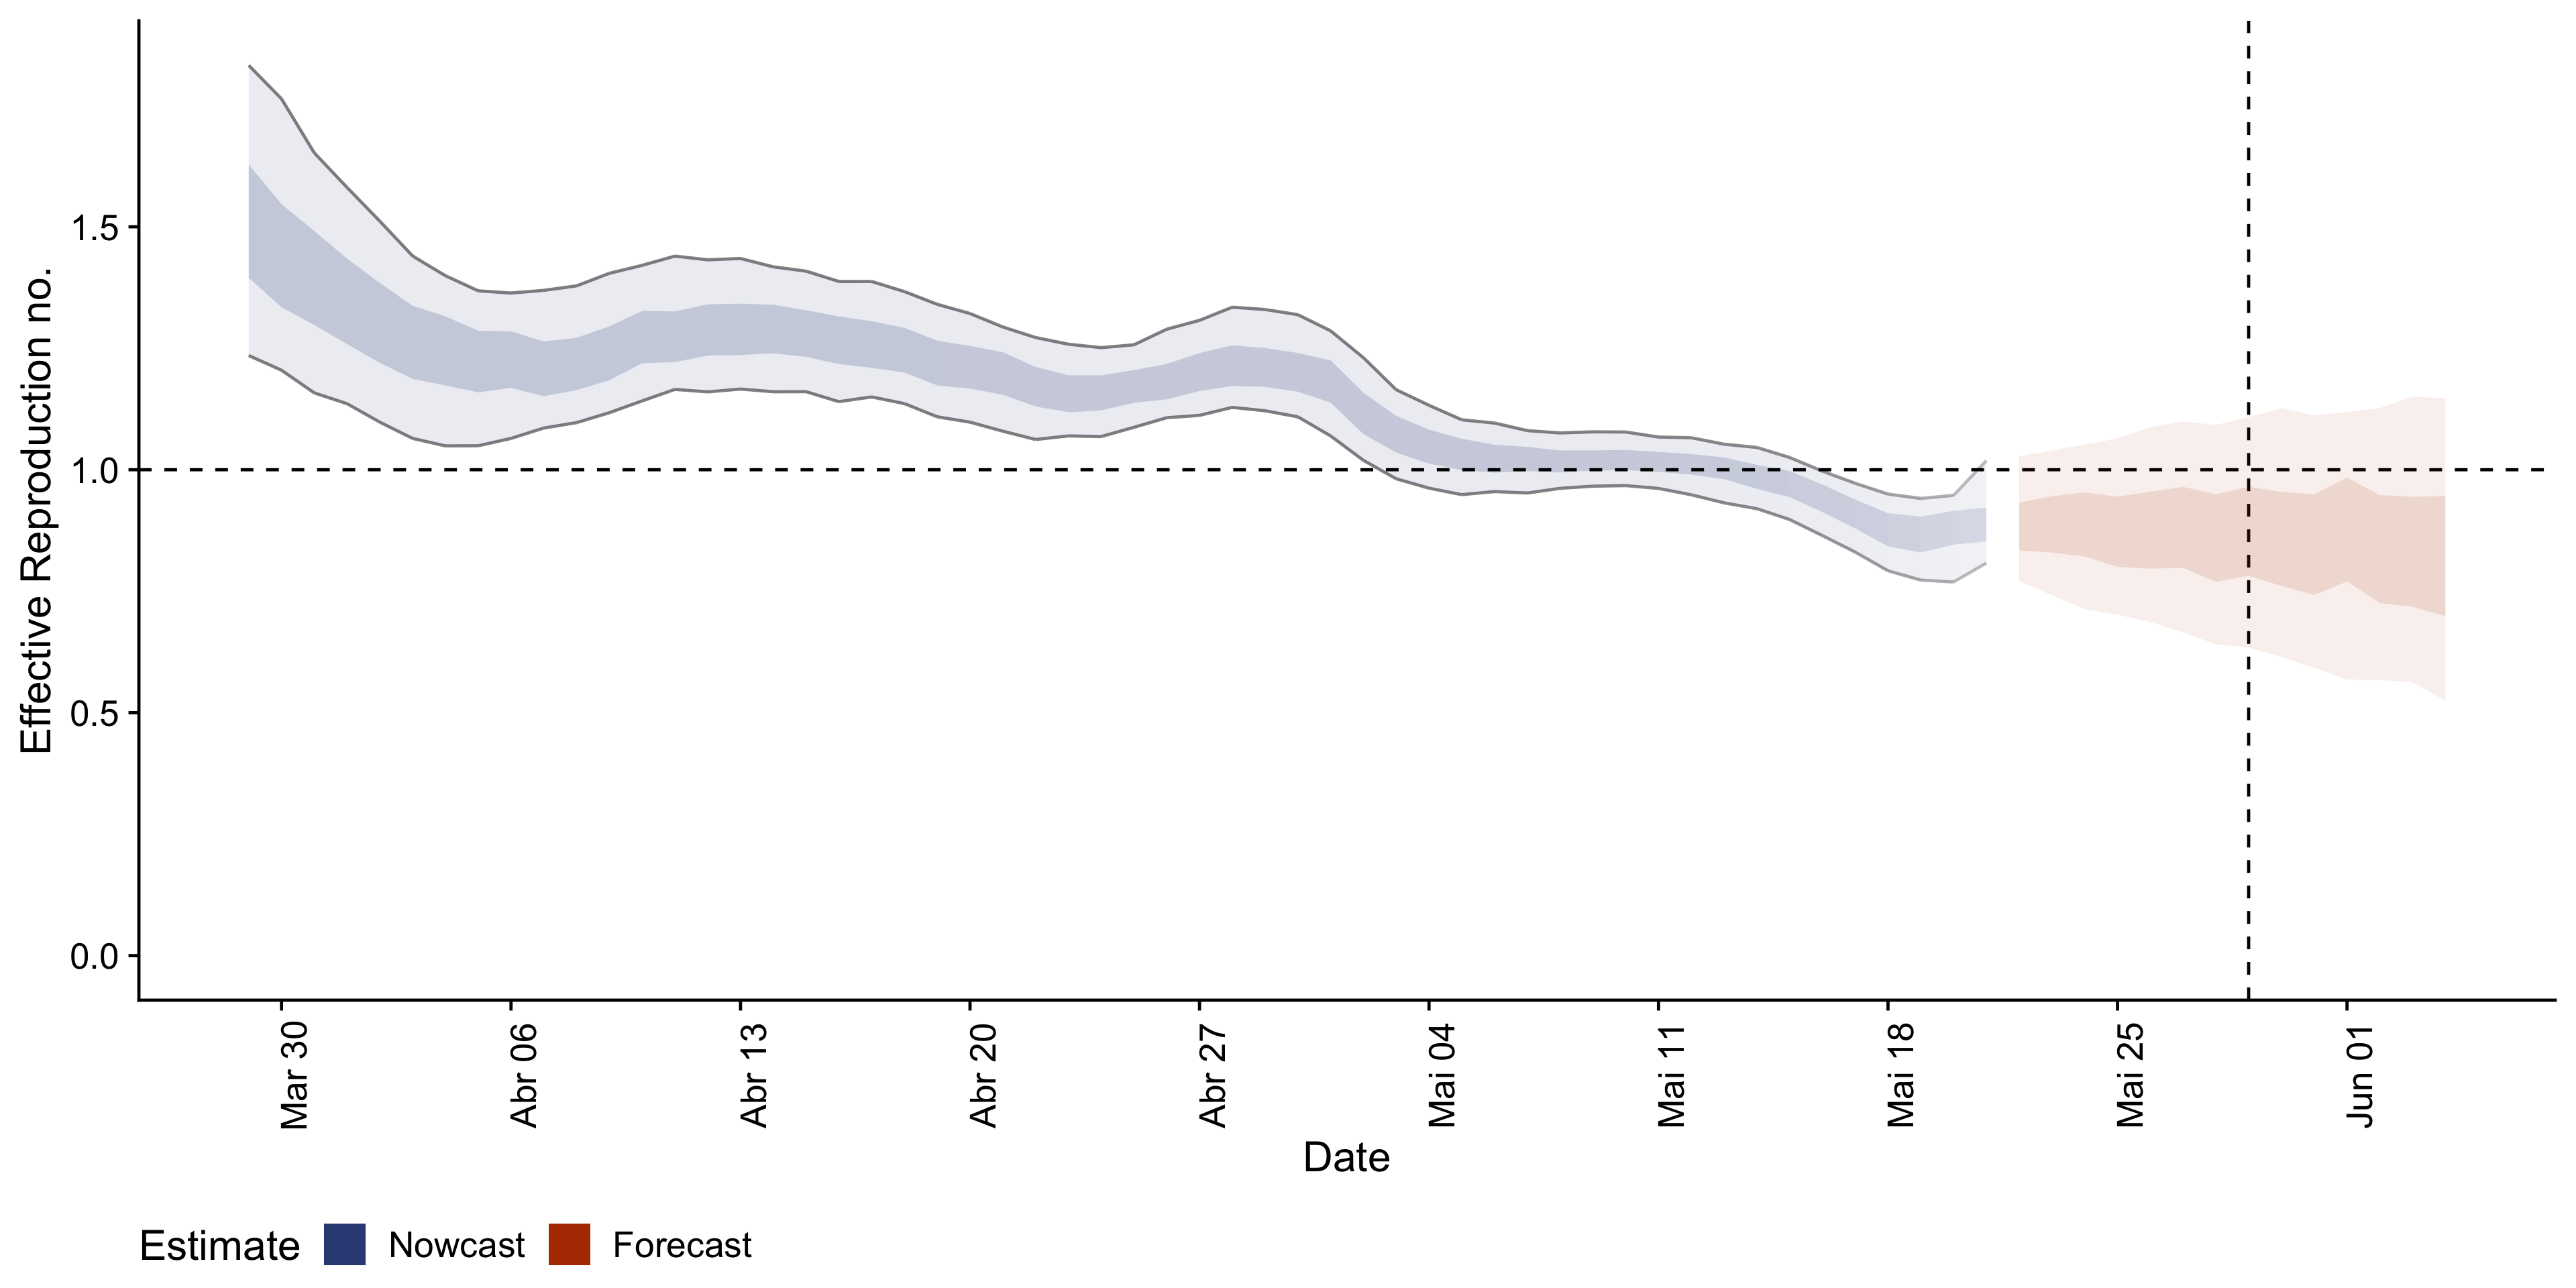 Effective Reproduction no.
1.5
1.0
0.5
0.0
Mar 30
Abr 06
Abr 13
Abr 20
Abr 27
Mai 04
Mai 11
Mai 18
Mai 25
Jun 01
Date
Estimate Nowcast Forecast